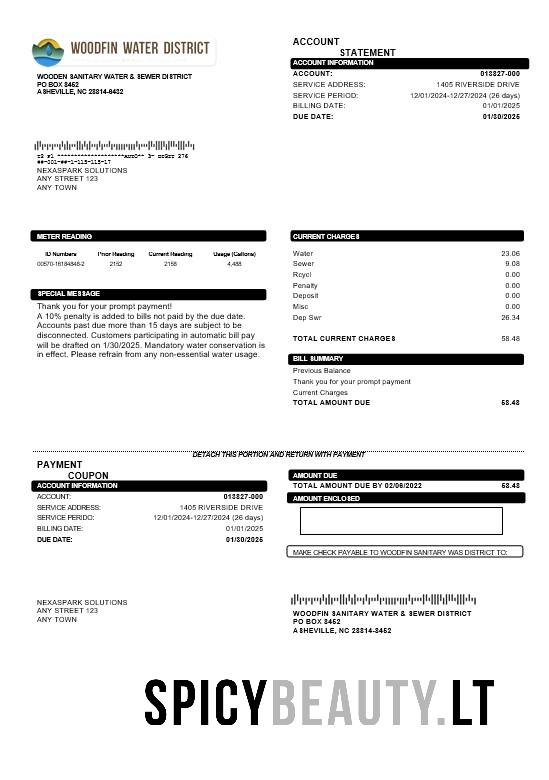 WOODFIN WATER DISTRICT
WOODEN SANITARY WATER & SEWER DISTRICT
PO BOX 8452
ASHEVILLE, NC 28814-8432
ACCOUNT
STATEMENT
ACCOUNT INFORMATION
ACCOUNT: 013827-000
SERVICE ADDRESS: 1405 RIVERSIDE DRIVE
SERVICE PERIOD: 12/01/2024-12/27/2024 (26 days)
BILLING DATE: 01/01/2025
DUE DATE: 01/30/2025
NEXASPARK SOLUTIONS
ANY STREET 123
ANY TOWN
METER READING
ID Numbers Prior Reading Current Reading Usage (Gallons)
00570-18184848-2 2152 2158 4,488
SPECIAL MESSAGE
Thank you for your prompt payment!
A 10% penalty is added to bills not paid by the due date.
Accounts past due more than 15 days are subject to
disconnected. Customers participating in automatic bill pay
will be drafted on 1/30/2025. Mandatory water conservation is
in effect. Please refrain from any non-essential water usage.
CURRENT CHARGES
Water 23.06
Sewer 9.08
Rcycl 0.00
Penalty 0.00
Deposit 0.00
Misc 0.00
Dep Swr 26.34
TOTAL CURRENT CHARGES 58.48
BILL SUMMARY
Previous Balance
Thank you for your prompt payment
Current Charges
TOTAL AMOUNT DUE 58.48
DETACH THIS PORTION AND RETURN WITH PAYMENT
PAYMENT
COUPON
ACCOUNT INFORMATION
ACCOUNT: 013827-000
SERVICE ADDRESS: 1405 RIVERSIDE DRIVE
SERVICE PERIDO: 12/01/2024-12/27/2024 (26 days)
BILLING DATE: 01/01/2025
DUE DATE: 01/30/2025
AMOUNT DUE
TOTAL AMOUNT DUE BY 02/06/2022 58.48
AMOUNT ENCLOSED
MAKE CHECK PAYABLE TO WOODFIN SANITARY WAS DISTRICT TO:
NEXASPARK SOLUTIONS
ANY STREET 123
ANY TOWN
WOODFIN SANITARY WATER & SEWER DISTRICT
PO BOX 8452
ASHEVILLE, NC 28814-8452
SPICYBEAUTY.LT